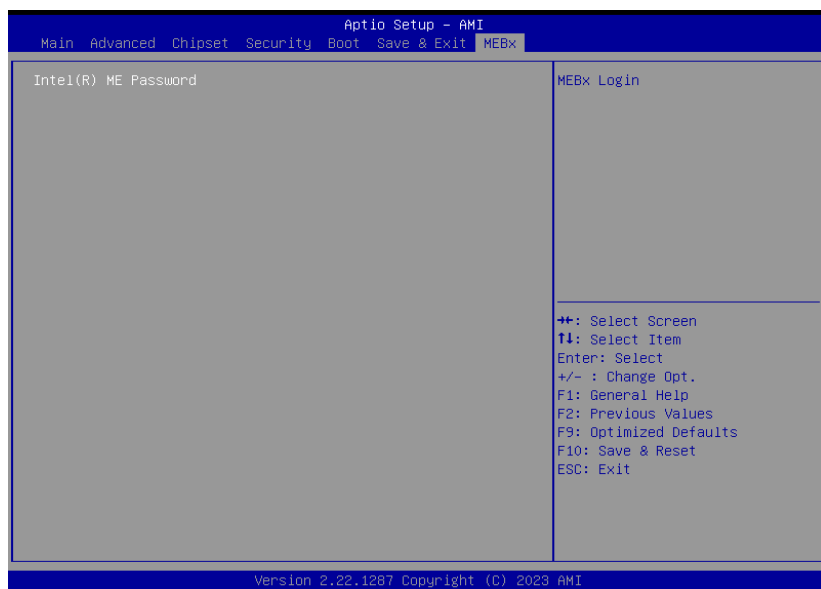 Aptio Setup – AMI
Main Advanced Chipset Security Boot Save & Exit MEBx
Intel(R) ME Password
MEBx Login
→←: Select Screen
↑↓: Select Item
Enter: Select
+/- : Change Opt.
F1: General Help
F2: Previous Values
F9: Optimized Defaults
F10: Save & Reset
ESC: Exit
Version 2.22.1287 Copyright (C) 2023 AMI